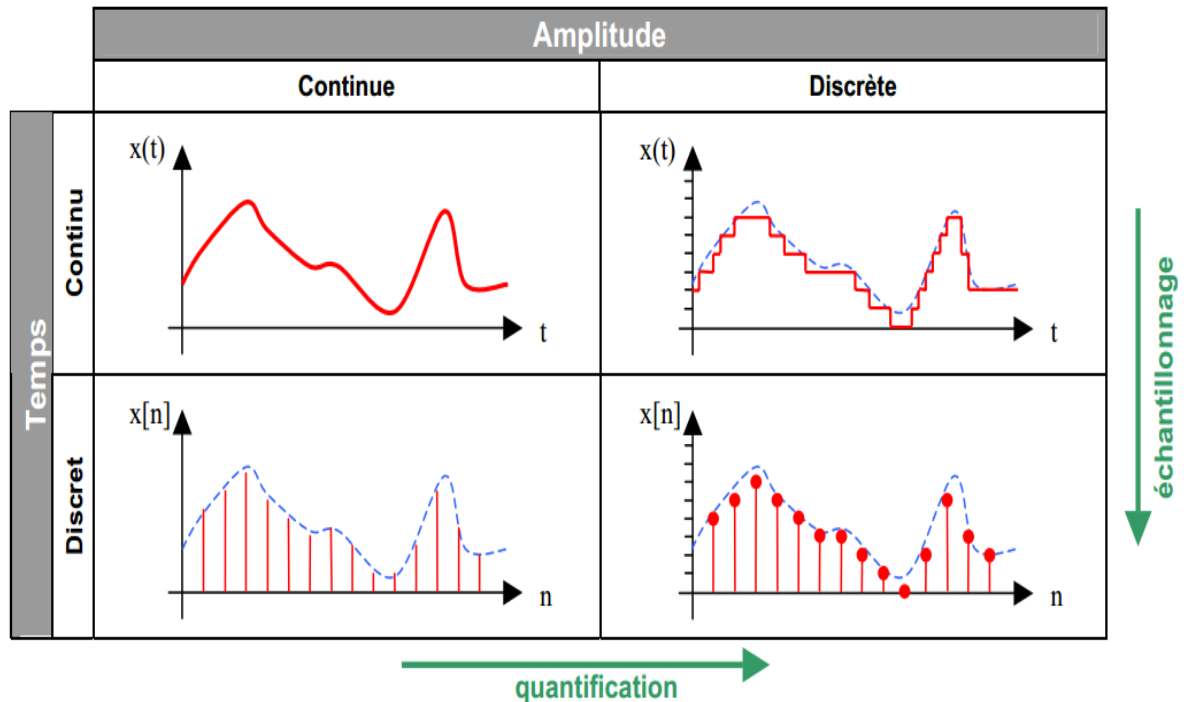 Amplitude
Continue
Discrète
Temps
Continu
x(t)
t
x(t)
t
échantillonnage
Discret
x[n]
n
x[n]
n
quantification